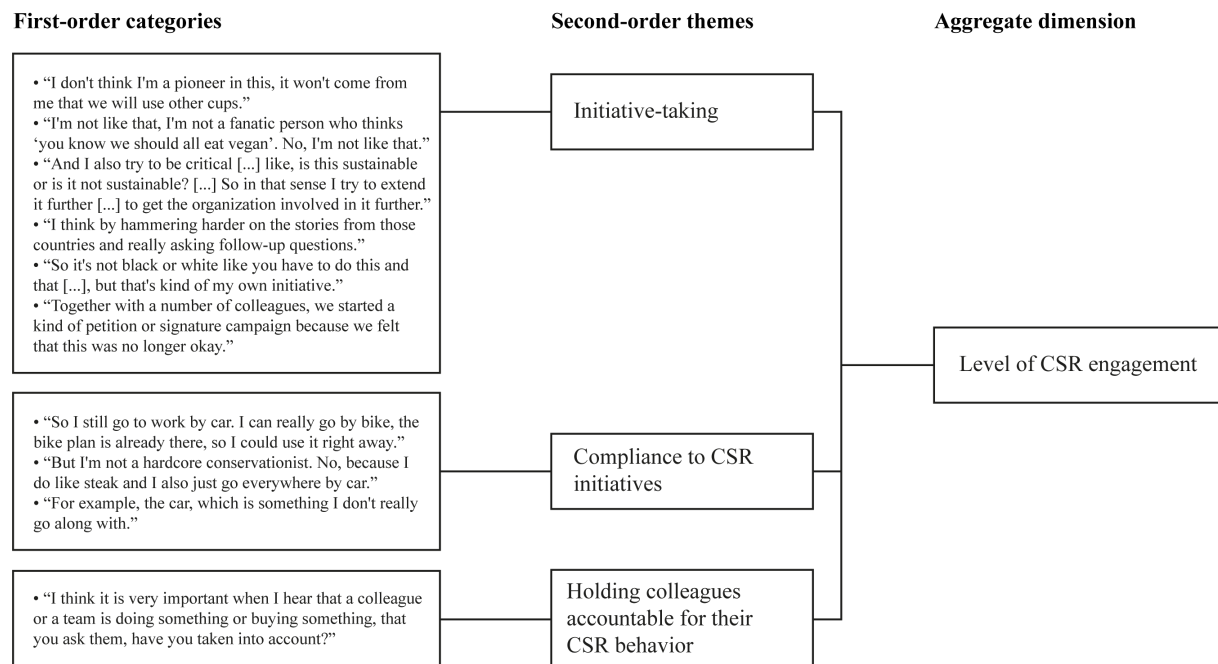 First-order categories
Second-order themes
Aggregate dimension
• “I don't think I'm a pioneer in this, it won't come from
me that we will use other cups.”
• “I'm not like that, I'm not a fanatic person who thinks
‘you know we should all eat vegan’. No, I'm not like that.”
• “And I also try to be critical [...] like, is this sustainable
or is it not sustainable? [...] So in that sense I try to extend
it further [...] to get the organization involved in it further.”
• “I think by hammering harder on the stories from those
countries and really asking follow-up questions.”
• “So it's not black or white like you have to do this and
that [...], but that's kind of my own initiative.”
• “Together with a number of colleagues, we started a
kind of petition or signature campaign because we felt
that this was no longer okay.”
Initiative-taking
Level of CSR engagement
• “So I still go to work by car. I can really go by bike, the
bike plan is already there, so I could use it right away.”
• “But I'm not a hardcore conservationist. No, because I
do like steak and I also just go everywhere by car.”
• “For example, the car, which is something I don't really
go along with.”
Compliance to CSR
initiatives
• “I think it is very important when I hear that a colleague
or a team is doing something or buying something, that
you ask them, have you taken into account?”
Holding colleagues
accountable for their
CSR behavior